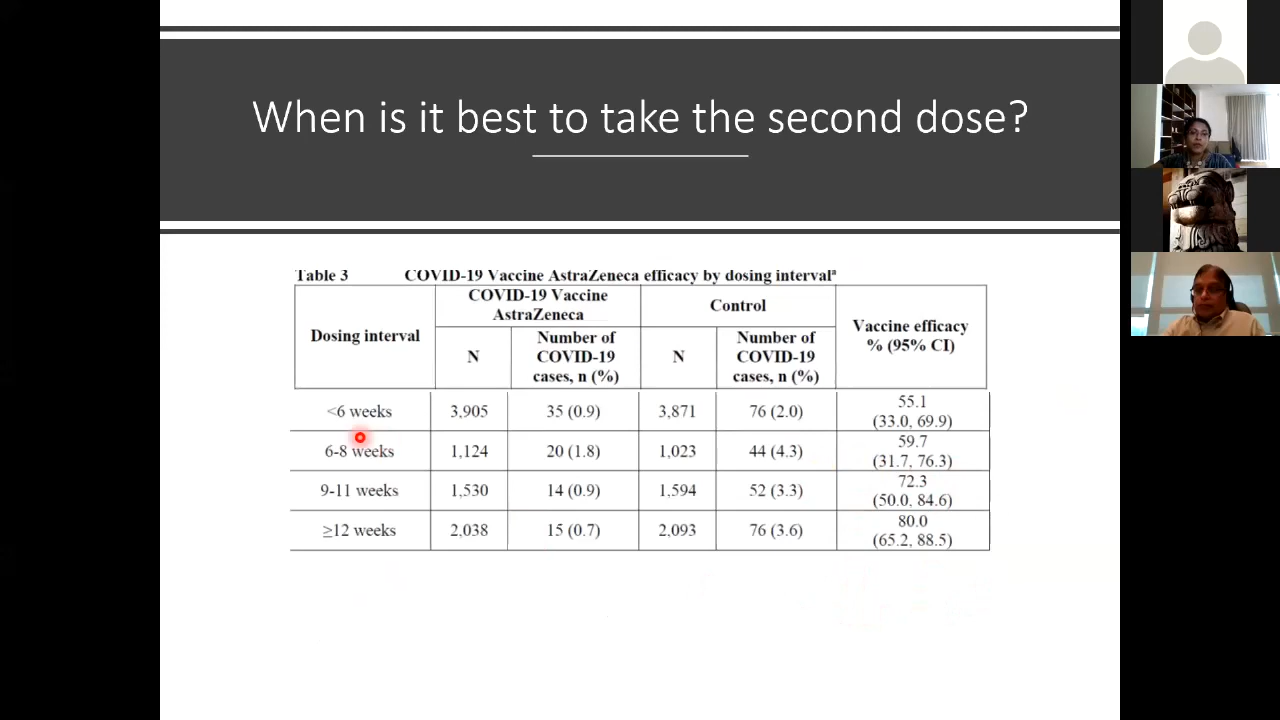 When is it best to take the second dose?
Table 3 COVID-19 Vaccine AstraZeneca efficacy by dosing intervalᵃ
Dosing interval
COVID-19 Vaccine
AstraZeneca
Control
Vaccine efficacy
% (95% CI)
N
Number of
COVID-19
cases, n (%)
N
Number of
COVID-19
cases, n (%)
<6 weeks 3,905 35 (0.9) 3,871 76 (2.0) 55.1
(33.0, 69.9)
6-8 weeks 1,124 20 (1.8) 1,023 44 (4.3) 59.7
(31.7, 76.3)
9-11 weeks 1,530 14 (0.9) 1,594 52 (3.3) 72.3
(50.0, 84.6)
≥12 weeks 2,038 15 (0.7) 2,093 76 (3.6) 80.0
(65.2, 88.5)